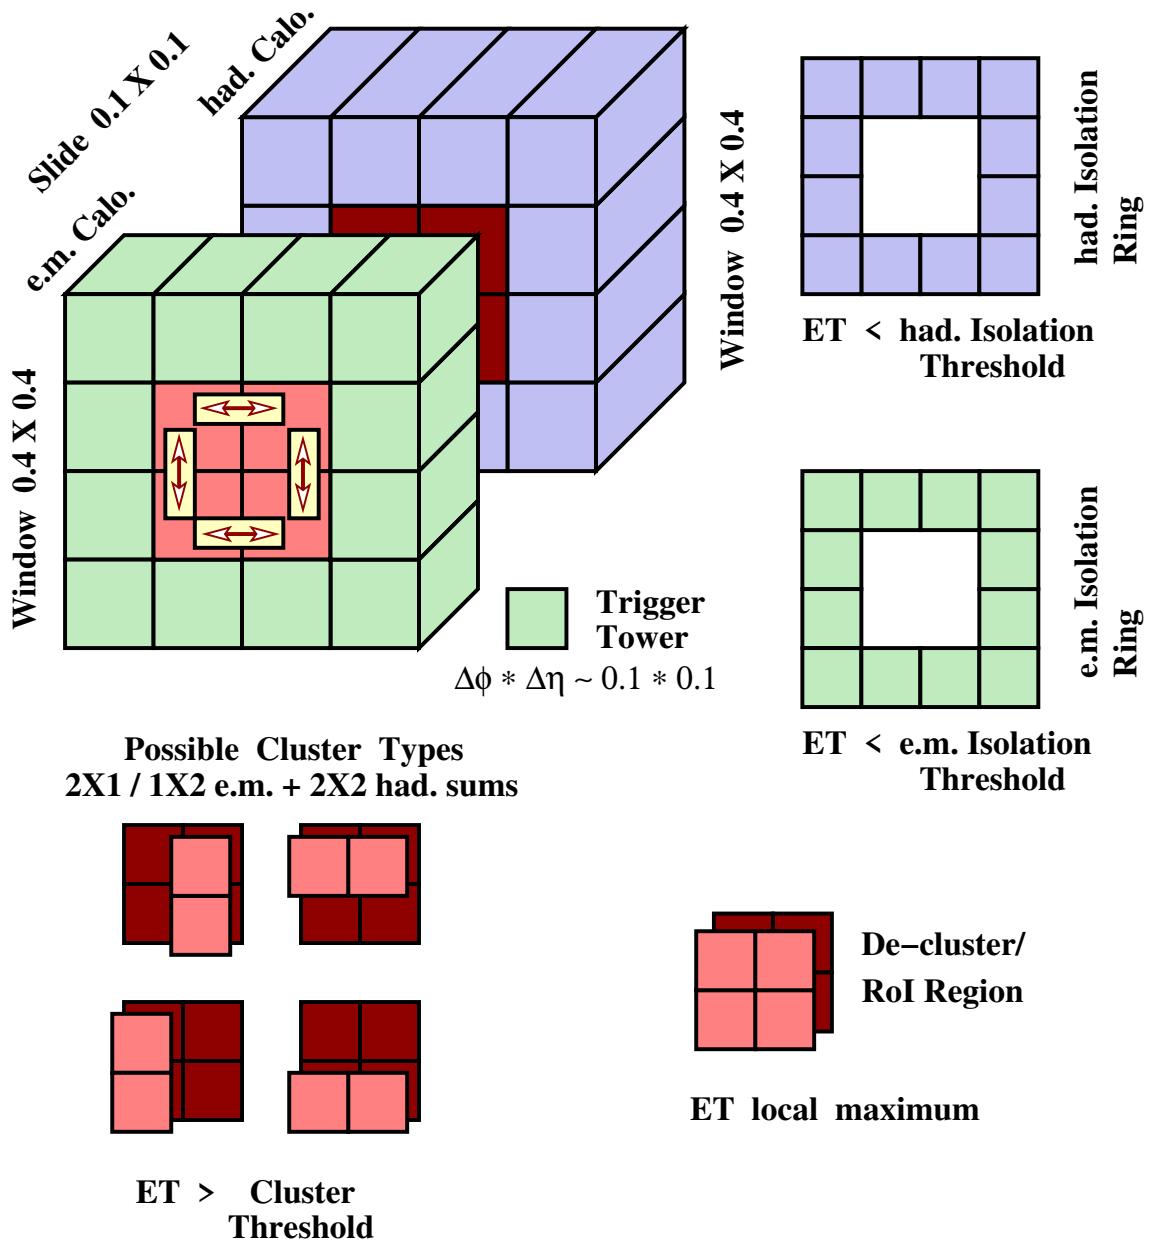 Slide 0.1 X 0.1
had. Calo.
e.m. Calo.
Window 0.4 X 0.4
Window 0.4 X 0.4
had. Isolation
Ring
ET < had. Isolation
Threshold
e.m. Isolation
Ring
ET < e.m. Isolation
Threshold
Trigger
Tower
Δϕ * Δη ~ 0.1 * 0.1
Possible Cluster Types
2X1 / 1X2 e.m. + 2X2 had. sums
ET > Cluster
Threshold
De−cluster/
RoI Region
ET local maximum